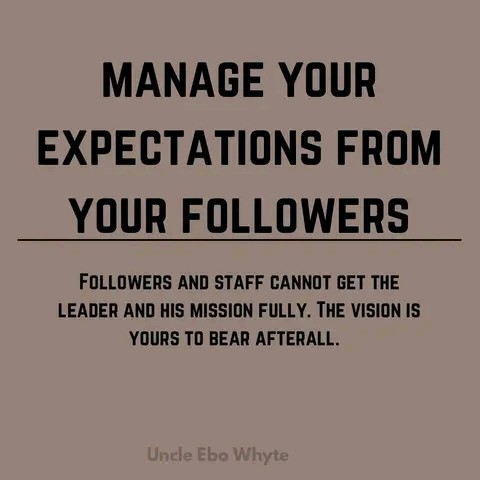 MANAGE YOUR
EXPECTATIONS FROM
YOUR FOLLOWERS
FOLLOWERS AND STAFF CANNOT GET THE
LEADER AND HIS MISSION FULLY. THE VISION IS
YOURS TO BEAR AFTERALL.
Uncle Ebo Whyte